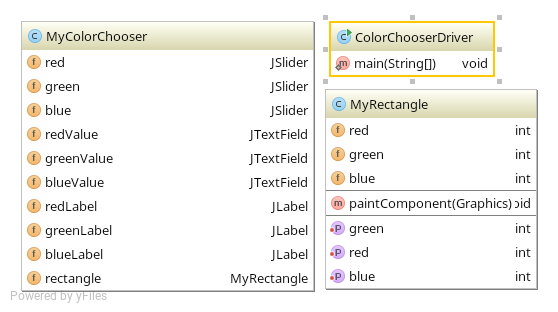 MyColorChooser
red JSlider
green JSlider
blue JSlider
redValue JTextField
greenValue JTextField
blueValue JTextField
redLabel JLabel
greenLabel JLabel
blueLabel JLabel
rectangle MyRectangle
ColorChooserDriver
main(String[]) void
MyRectangle
red int
green int
blue int
paintComponent(Graphics) oid
green int
red int
blue int
Powered by yFiles